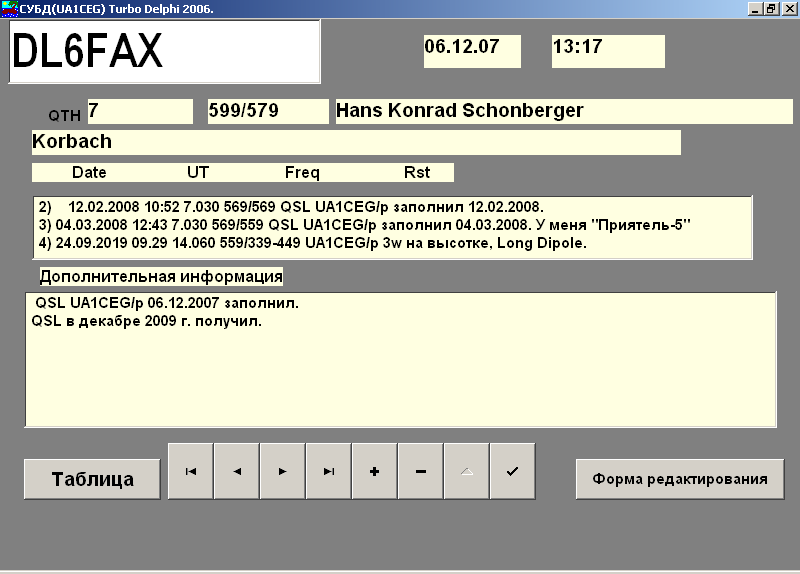 СУБД(UA1CEG) Turbo Delphi 2006.
DL6FAX
06.12.07 13:17
QTH 7 599/579 Hans Konrad Schonberger
Korbach
Date UT Freq Rst
2) 12.02.2008 10:52 7.030 569/569 QSL UA1CEG/p заполнил 12.02.2008.
3) 04.03.2008 12:43 7.030 569/559 QSL UA1CEG/p заполнил 04.03.2008. У меня "Приятель-5"
4) 24.09.2019 09.29 14.060 559/339-449 UA1CEG/p 3w на высотке, Long Dipole.
Дополнительная информация
QSL UA1CEG/p 06.12.2007 заполнил.
QSL в декабре 2009 г. получил.
Таблица
Форма редактирования